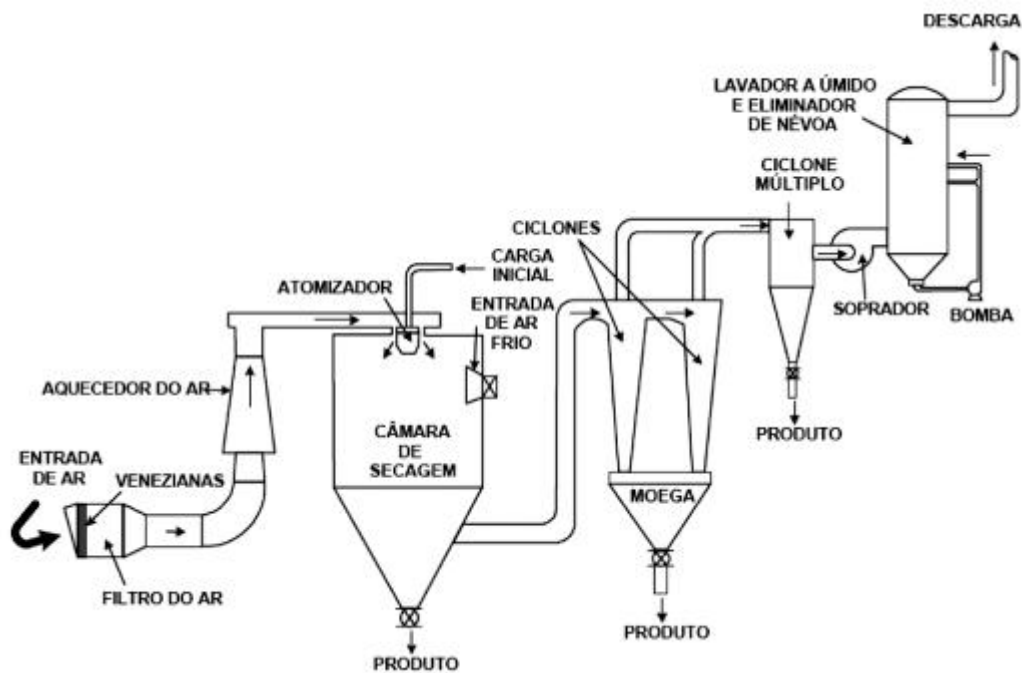 DESCARGA
LAVADOR A ÚMIDO
E ELIMINADOR
DE NÉVOA
CICLONE
MÚLTIPLO
CICLONES
CARGA
INICIAL
ATOMIZADOR
ENTRADA
DE AR
FRIO
SOPRADOR
BOMBA
AQUECEDOR DO AR
CÂMARA
DE
SECAGEM
PRODUTO
ENTRADA
DE AR
VENEZIANAS
MOEGA
FILTRO DO AR
PRODUTO
PRODUTO